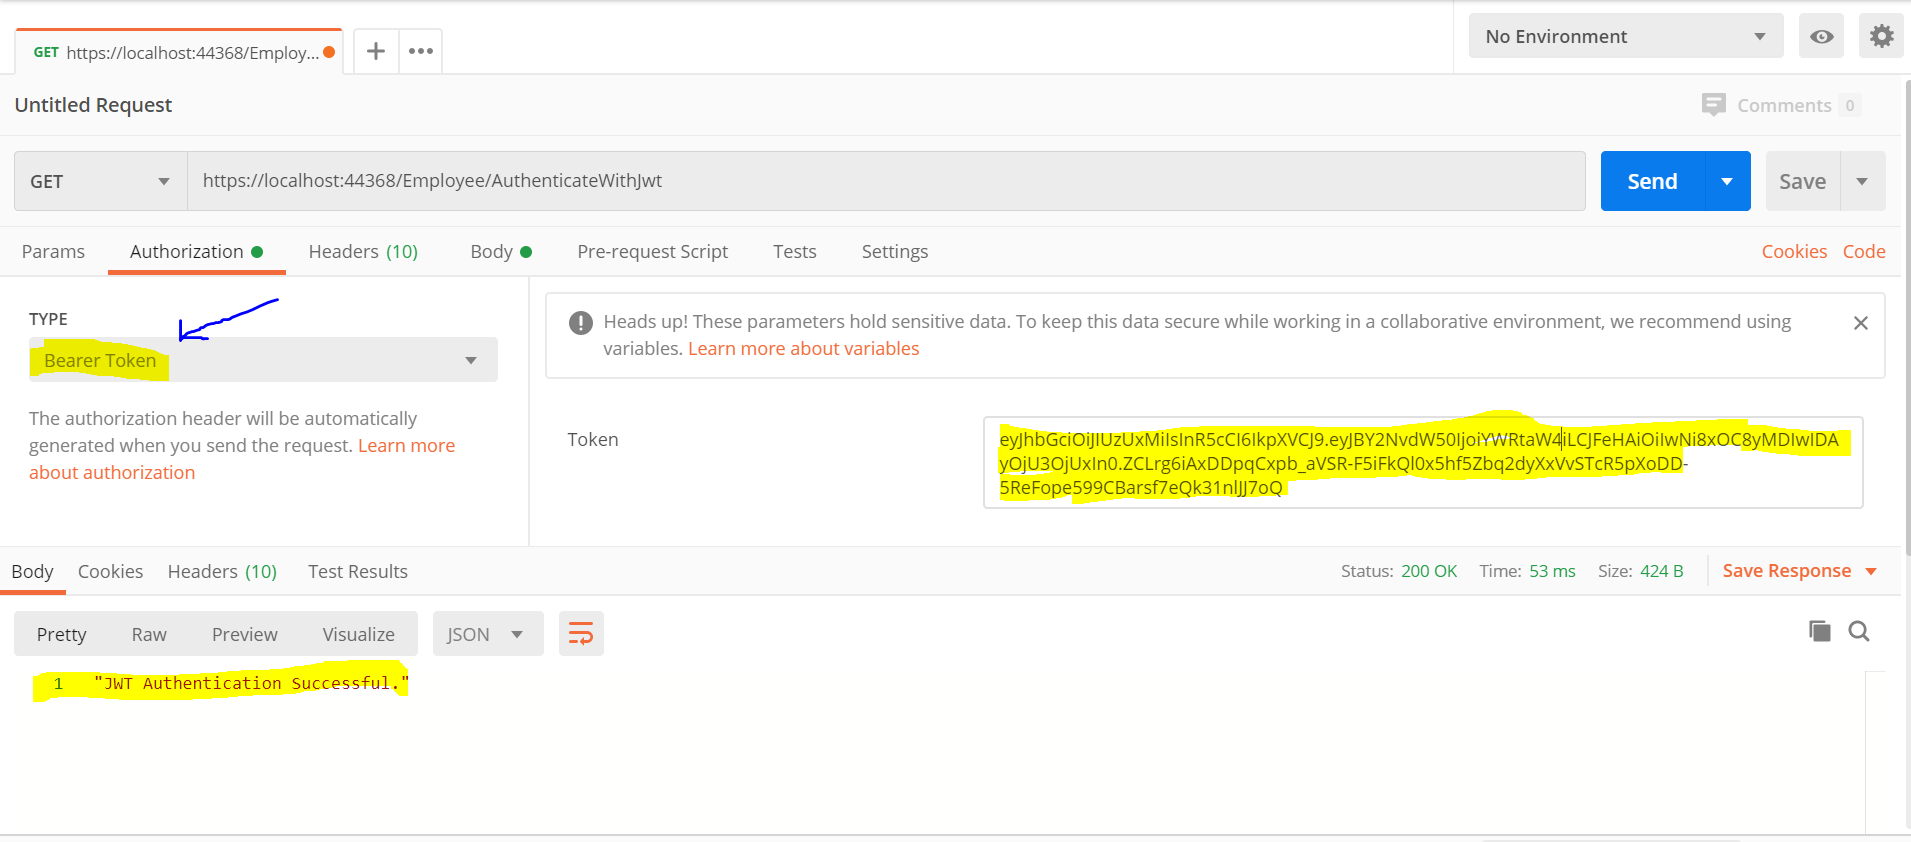 GET https://localhost:44368/Employ...
No Environment
Untitled Request
Comments 0
GET https://localhost:44368/Employee/AuthenticateWithJwt Send Save
Params Authorization Headers (10) Body Pre-request Script Tests Settings Cookies Code
TYPE
Bearer Token
The authorization header will be automatically
generated when you send the request. Learn more
about authorization
Heads up! These parameters hold sensitive data. To keep this data secure while working in a collaborative environment, we recommend using
variables. Learn more about variables
Token
eyJhbGciOiJIUzUxMiIsInR5cCI6IkpXVCJ9.eyJBY2NvdW50IjoiYWRtaW4iLCJFeHAiOiIwNi8xOC8yMDIwIDA
yOjU3OjUxIn0.ZCLrg6iAxDDpqCxpb_aVSR-F5iFkQl0x5hf5Zbq2dyXxVvSTcR5pXoDD-
5ReFope599CBarsf7eQk31nlJJ7oQ
Body Cookies Headers (10) Test Results Status: 200 OK Time: 53 ms Size: 424 B Save Response
Pretty Raw Preview Visualize JSON
1 "JWT Authentication Successful."